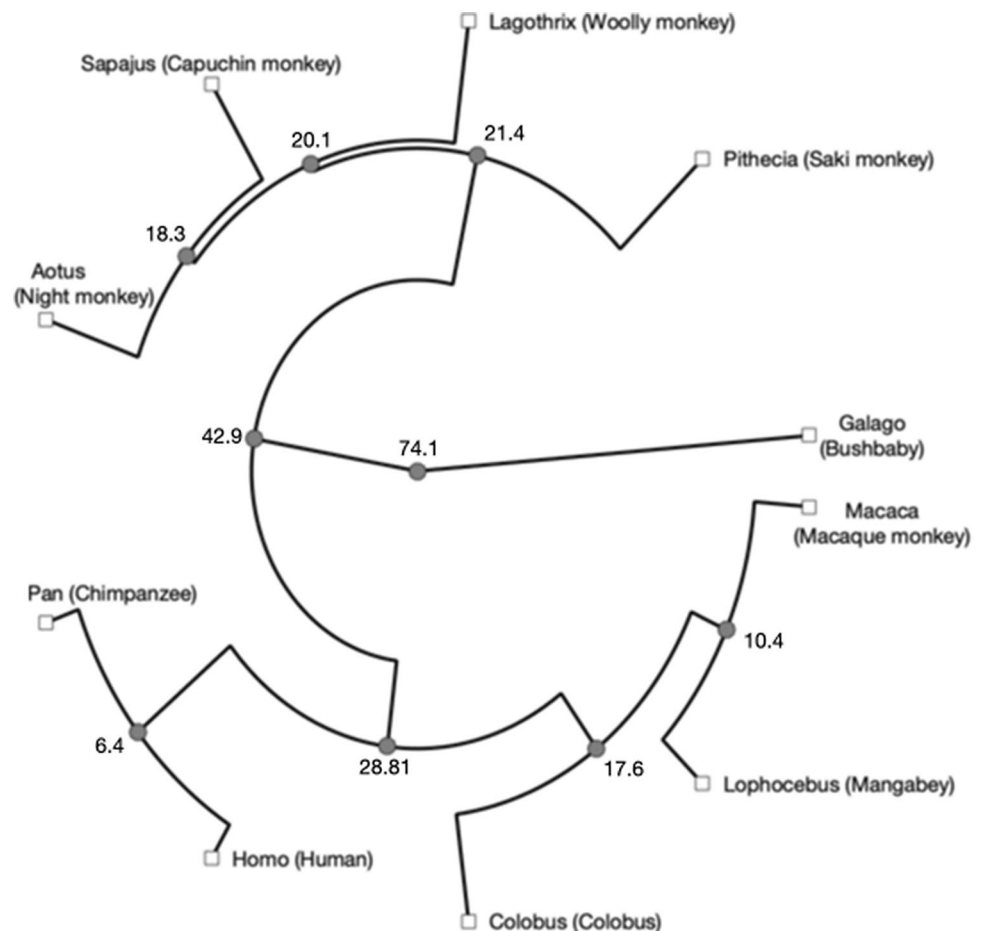 Lagothrix (Woolly monkey)
Sapajus (Capuchin monkey)
20.1
21.4
Pithecia (Saki monkey)
18.3
Aotus
(Night monkey)
42.9
74.1
Galago
(Bushbaby)
Macaca
(Macaque monkey)
Pan (Chimpanzee)
10.4
6.4
28.81
17.6
Lophocebus (Mangabey)
Homo (Human)
Colobus (Colobus)